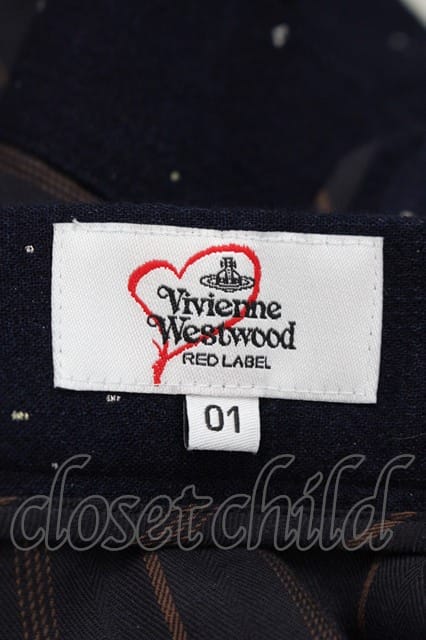 Vivienne
Westwood
RED LABEL
01
closet child